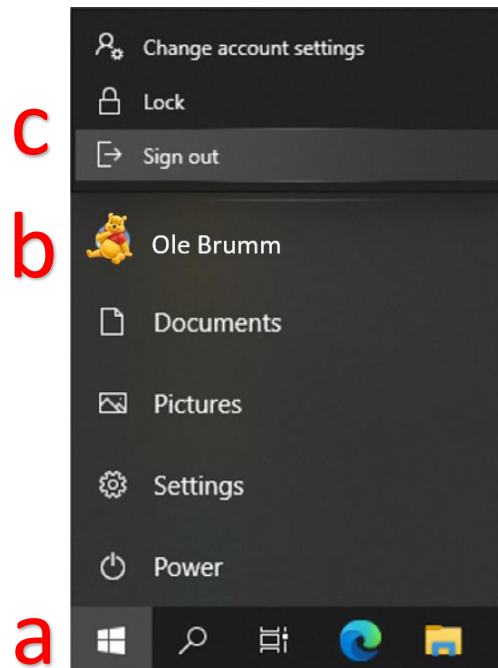 Change account settings
Lock
c
Sign out
b
Ole Brumm
Documents
Pictures
Settings
Power
a